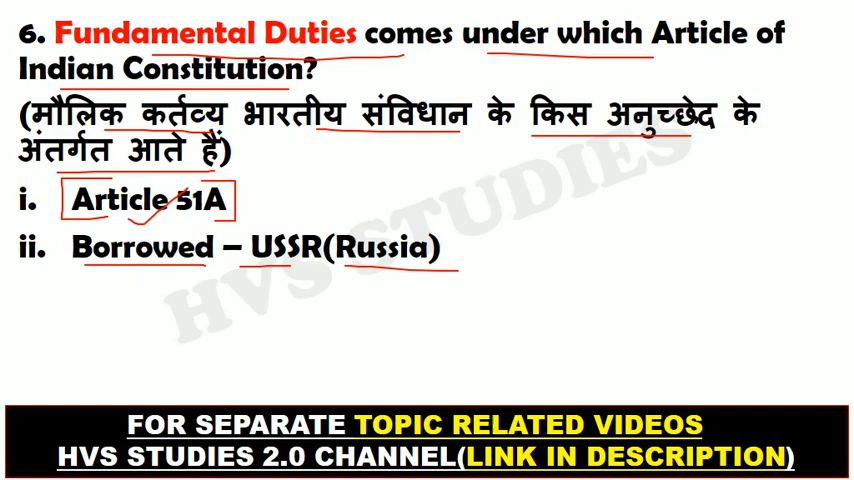 6. Fundamental Duties comes under which Article of
Indian Constitution?
(मौलिक कर्तव्य भारतीय संविधान के किस अनुच्छेद के
अंतर्गत आते हैं)
i. Article 51A
ii. Borrowed – USSR(Russia)
HVS STUDIES
FOR SEPARATE TOPIC RELATED VIDEOS
HVS STUDIES 2.0 CHANNEL(LINK IN DESCRIPTION)